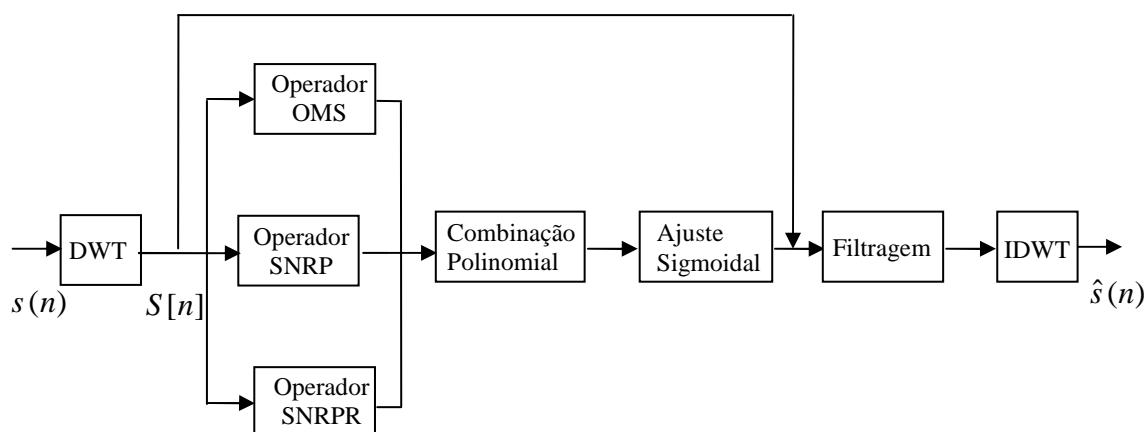 Operador
OMS
DWT
Operador
SNRP
Combinação
Polinomial
Ajuste
Sigmoidal
Filtragem
IDWT
s(n)
S[n]
ŝ(n)
Operador
SNRPR